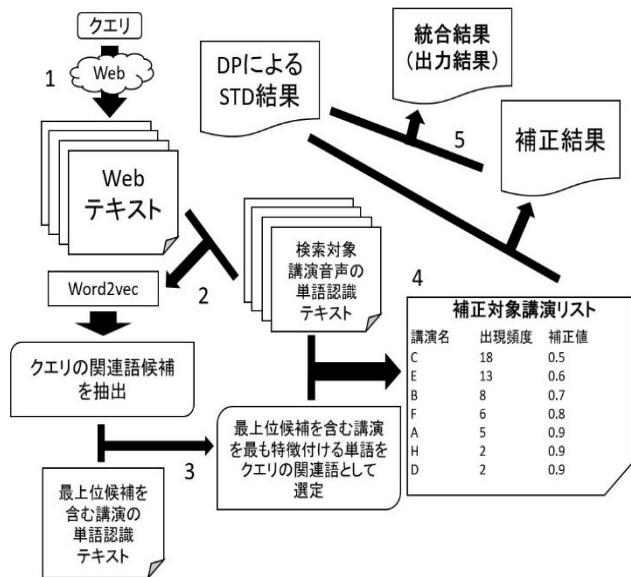 クエリ
1
Web
Web
テキスト
Word2vec
2
クエリの関連語候補
を抽出
最上位候補を
含む講演の
単語認識
テキスト
3
検索対象
講演音声の
単語認識
テキスト
最上位候補を含む講演
を最も特徴付ける単語を
クエリの関連語として
選定
4
補正対象講演リスト
講演名 出現頻度 補正値
C 18 0.5
E 13 0.6
B 8 0.7
F 6 0.8
A 5 0.9
H 2 0.9
D 2 0.9
DPによる
STD結果
補正結果
5
統合結果
(出力結果)